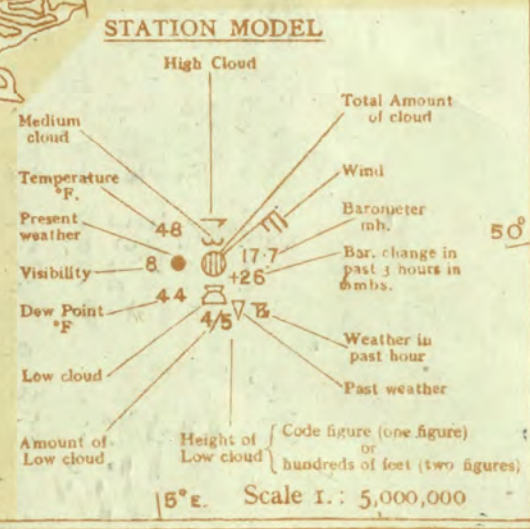 STATION MODEL
High Cloud
Total Amount
of cloud
Medium
cloud
Wind
Temperature
°F.
48
Barometer
mb.
Present
weather
17·7
50°
Visibility
8
+26
Bar. change in
past 3 hours in
mbs.
44
Dew Point
°F
4/5
Weather in
past hour
Low cloud
Past weather
Amount of
Low cloud
Height of
Low cloud
Code figure (one figure)
or
hundreds of feet (two figures)
5°E.
Scale 1.: 5,000,000